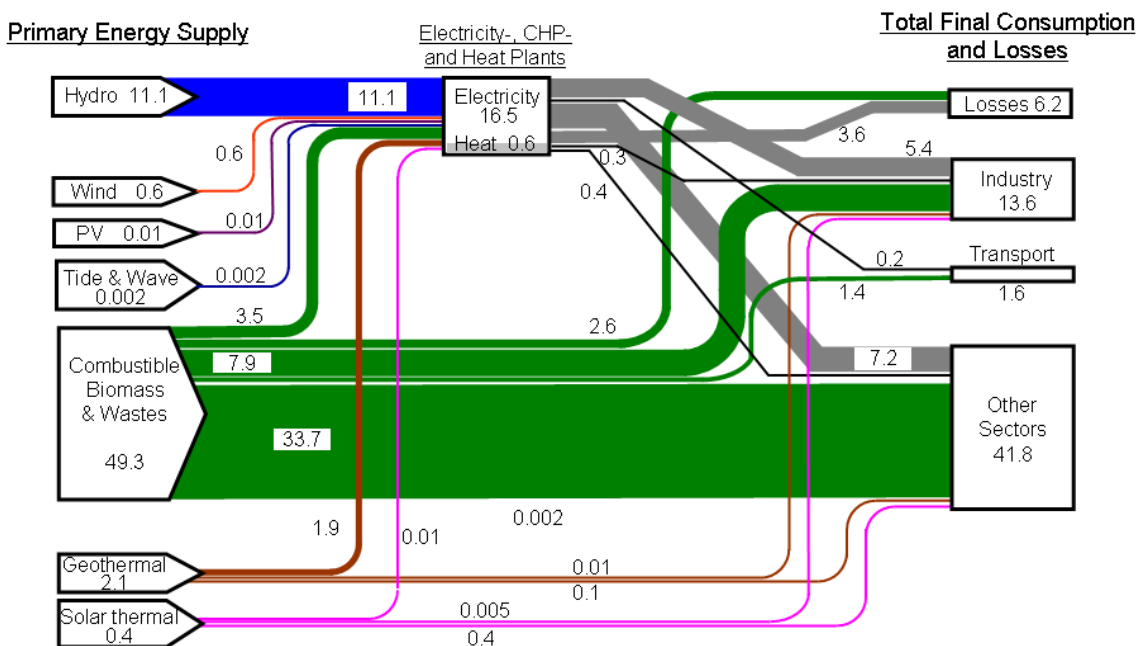 Primary Energy Supply
Electricity-, CHP-
and Heat Plants
Total Final Consumption
and Losses
Hydro 11.1
11.1
Electricity
16.5
Heat 0.6
Losses 6.2
3.6
5.4
0.6
0.3
0.4
Wind 0.6
Industry
13.6
PV 0.01
0.01
Tide & Wave
0.002
0.002
0.2
Transport
1.4
1.6
3.5
2.6
7.9
7.2
Combustible
Biomass
& Wastes
49.3
33.7
Other
Sectors
41.8
0.002
1.9
0.01
Geothermal
2.1
0.01
0.1
Solar thermal
0.4
0.005
0.4